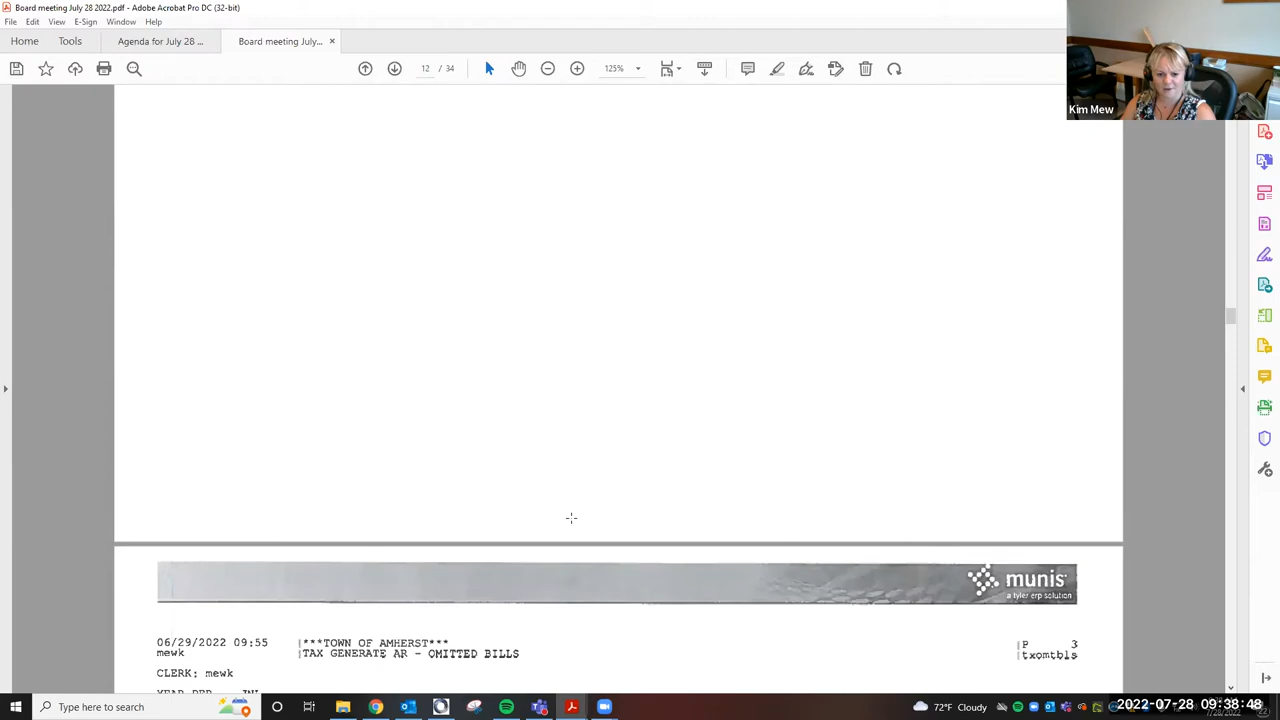 Board meeting July 28 2022.pdf - Adobe Acrobat Pro DC (32-bit)
File Edit View E-Sign Window Help
Home Tools Agenda for July 28 ... Board meeting July... ×
12 / 34 125%
Kim Mew
munis
a tyler erp solution
06/29/2022 09:55 |***TOWN OF AMHERST*** |P 3
mewk |TAX GENERATE AR - OMITTED BILLS |txomtbls
CLERK: mewk
YEAR PER JNL
Type here to search
72°F Cloudy
2022-07-28 09:38:48